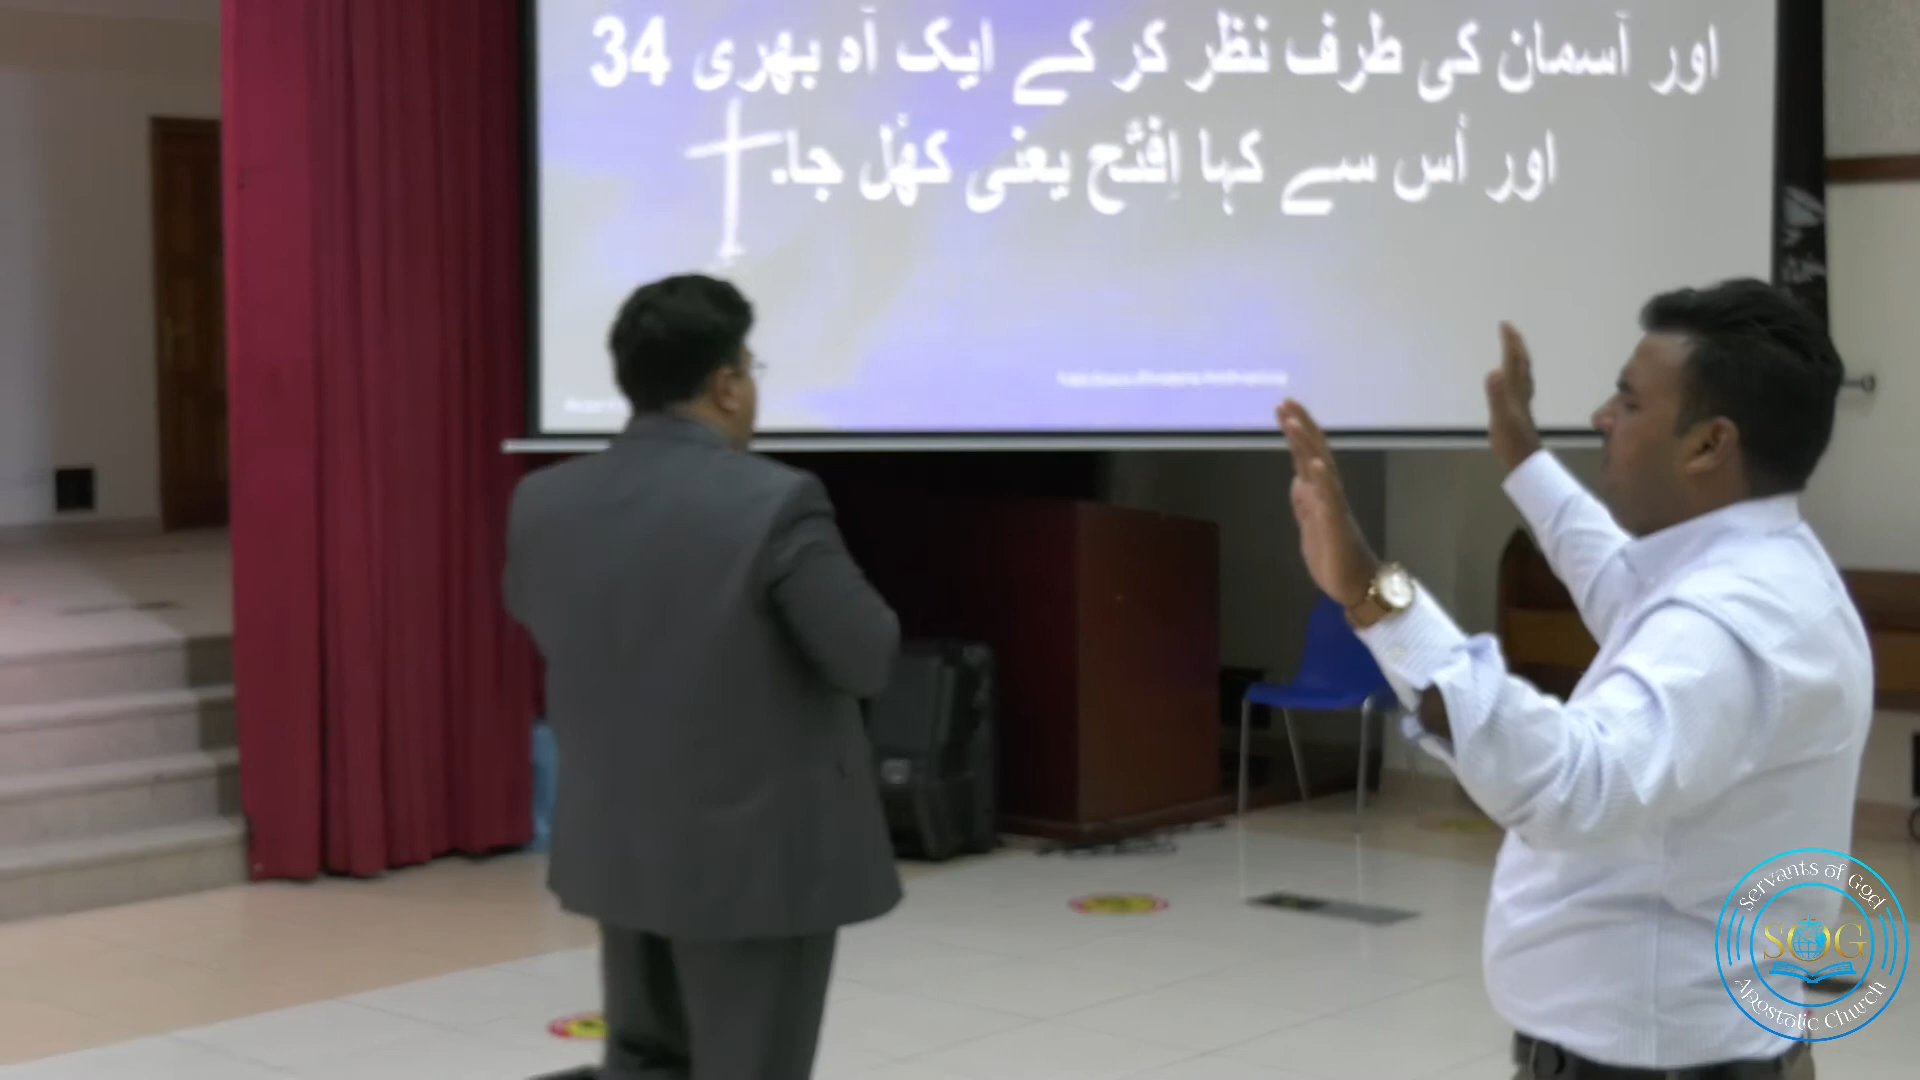 اور آسمان کی طرف نظر کر کے ایک آہ بھری 34
اور اُس سے کہا اِفتّح یعنی کھُل جا۔
Servants of God
SOG
Apostolic Church